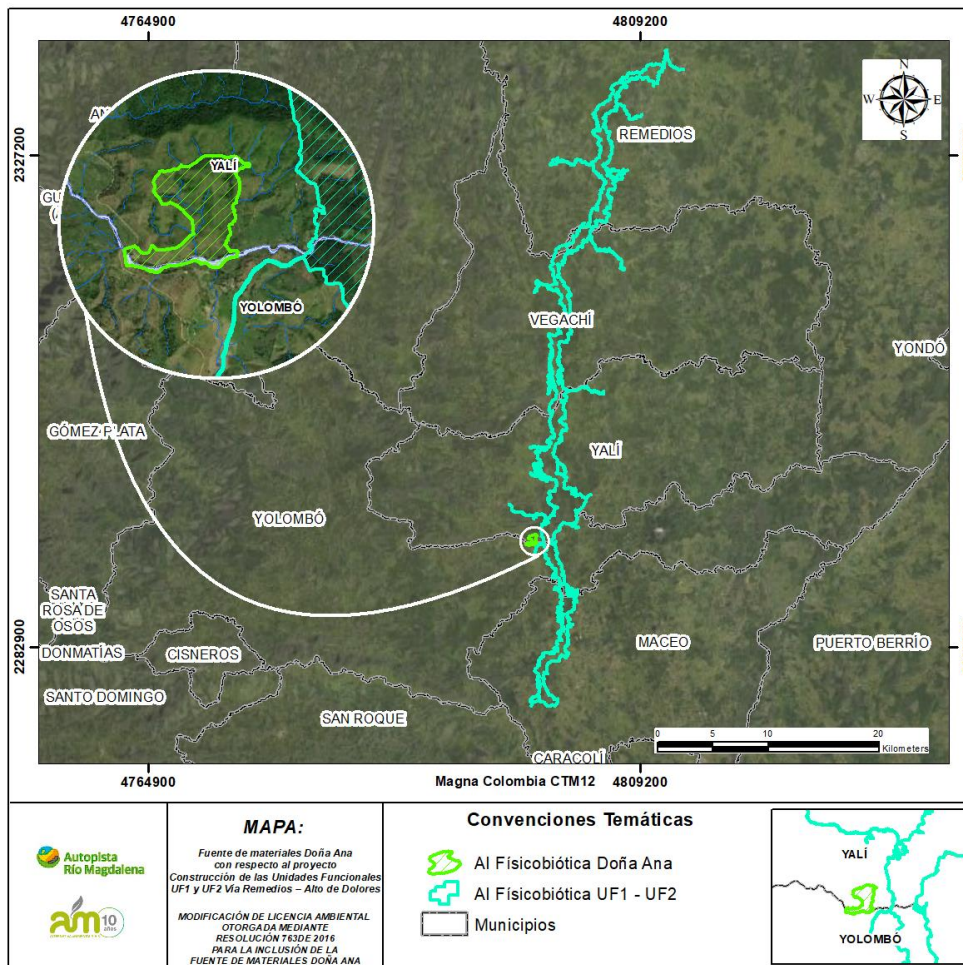 4764900
4809200
2327200
2282900
N
W
E
S
REMEDIOS
AN
YALÍ
GU
YOLOMBÓ
VEGACHÍ
YONDÓ
GÓMEZ PLATA
YALÍ
YOLOMBÓ
SANTA
ROSA DE
OSOS
DONMATÍAS
CISNEROS
MACEO
PUERTO BERRÍO
SANTO DOMINGO
SAN ROQUE
CARACOLÍ
0 5 10 20
Kilometers
4764900
Magna Colombia CTM12
4809200
Autopista
Río Magdalena
am 10
años
MAPA:
Fuente de materiales Doña Ana
con respecto al proyecto
Construcción de las Unidades Funcionales
UF1 y UF2 Vía Remedios – Alto de Dolores
MODIFICACIÓN DE LICENCIA AMBIENTAL
OTORGADA MEDIANTE
RESOLUCIÓN 763DE 2016
PARA LA INCLUSIÓN DE LA
FUENTE DE MATERIALES DOÑA ANA
Convenciones Temáticas
AI Físicobiótica Doña Ana
AI Físicobiótica UF1 - UF2
Municipios
YALÍ
YOLOMBÓ